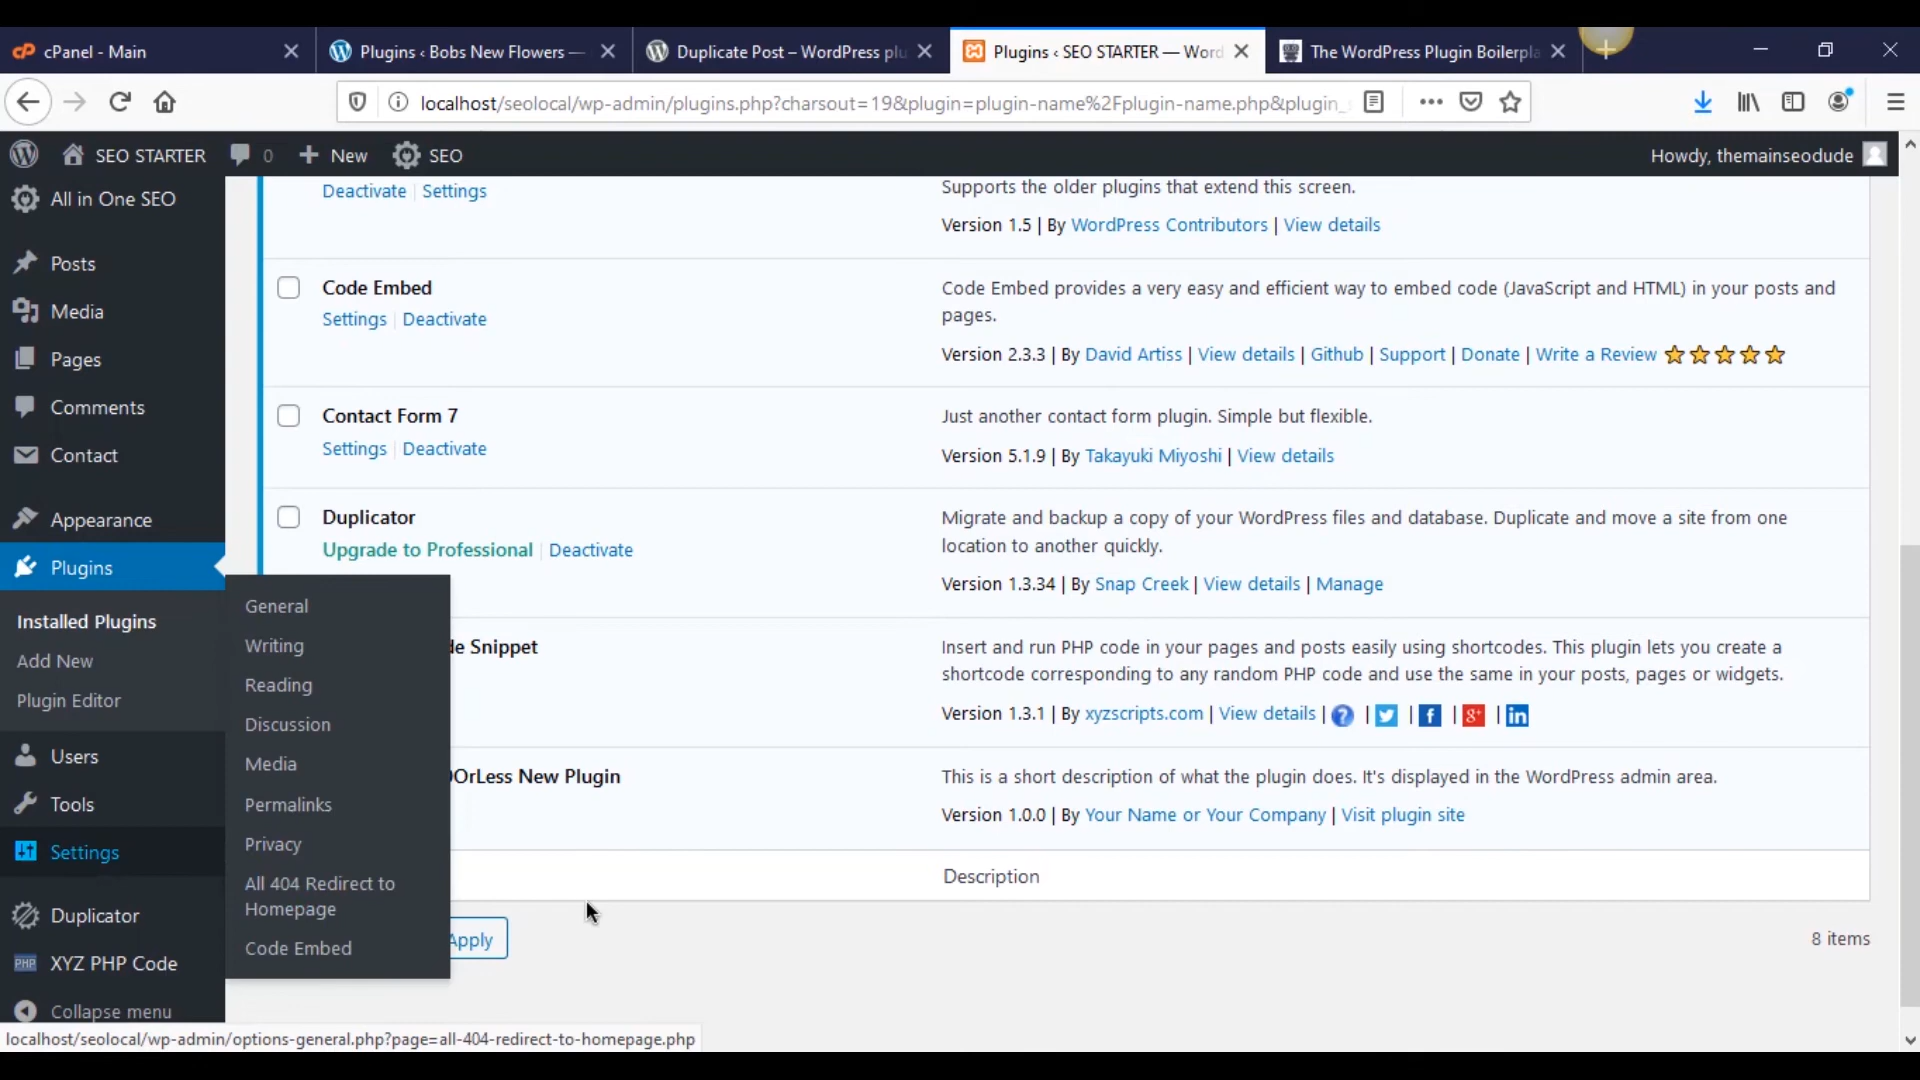 cPanel - Main
Plugins ‹ Bobs New Flowers —
Duplicate Post – WordPress plu
Plugins ‹ SEO STARTER — Word
The WordPress Plugin Boilerpla
localhost/seolocal/wp-admin/plugins.php?charsout=19&plugin=plugin-name%2Fplugin-name.php&plugin_
SEO STARTER
0
New
SEO
Howdy, themainseodude
All in One SEO
Posts
Media
Pages
Comments
Contact
Appearance
Plugins
Installed Plugins
Add New
Plugin Editor
Users
Tools
Settings
Duplicator
PHP XYZ PHP Code
Collapse menu
General
Writing
Reading
Discussion
Media
Permalinks
Privacy
All 404 Redirect to
Homepage
Code Embed
Deactivate | Settings
Supports the older plugins that extend this screen.
Version 1.5 | By WordPress Contributors | View details
Code Embed
Settings | Deactivate
Code Embed provides a very easy and efficient way to embed code (JavaScript and HTML) in your posts and
pages.
Version 2.3.3 | By David Artiss | View details | Github | Support | Donate | Write a Review
Contact Form 7
Settings | Deactivate
Just another contact form plugin. Simple but flexible.
Version 5.1.9 | By Takayuki Miyoshi | View details
Duplicator
Upgrade to Professional | Deactivate
Migrate and backup a copy of your WordPress files and database. Duplicate and move a site from one
location to another quickly.
Version 1.3.34 | By Snap Creek | View details | Manage
de Snippet
Insert and run PHP code in your pages and posts easily using shortcodes. This plugin lets you create a
shortcode corresponding to any random PHP code and use the same in your posts, pages or widgets.
Version 1.3.1 | By xyzscripts.com | View details | ? | | f | g+ | in
OrLess New Plugin
This is a short description of what the plugin does. It's displayed in the WordPress admin area.
Version 1.0.0 | By Your Name or Your Company | Visit plugin site
Description
Apply
8 items
localhost/seolocal/wp-admin/options-general.php?page=all-404-redirect-to-homepage.php